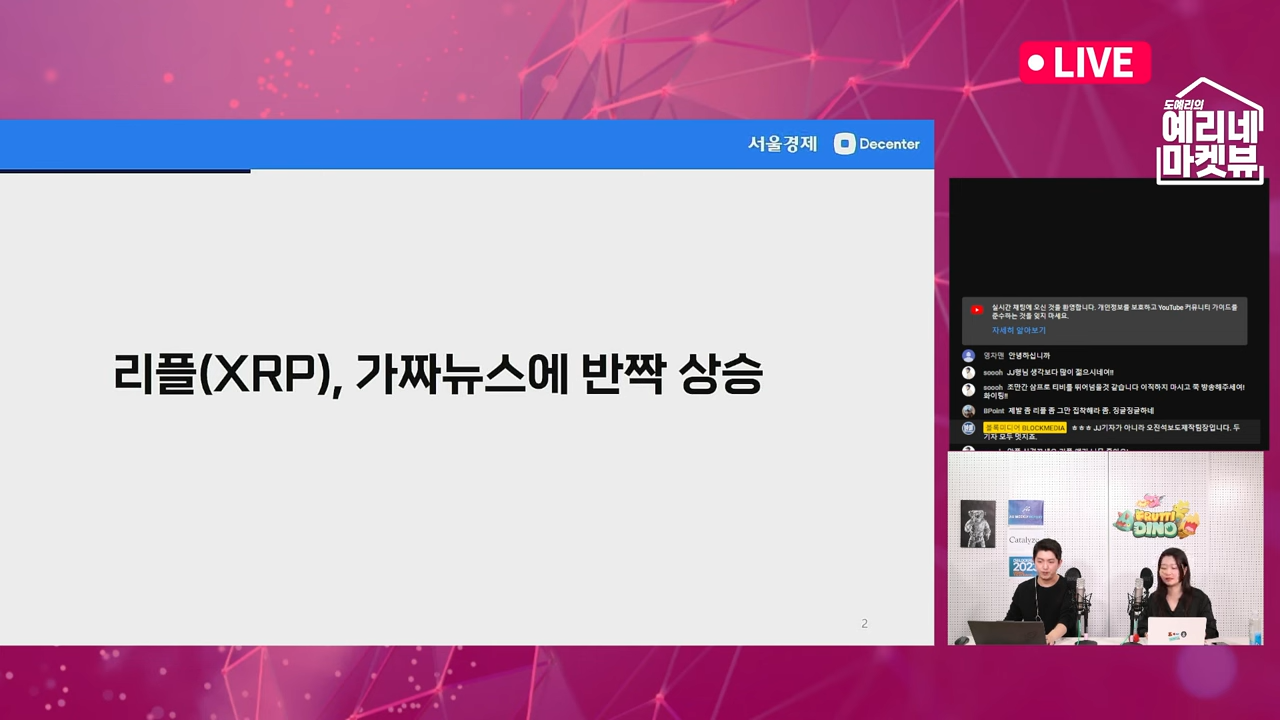 LIVE
도예리의
예리네
마켓뷰
서울경제 Decenter
리플(XRP), 가짜뉴스에 반짝 상승
2
실시간 채팅에 오신 것을 환영합니다. 개인정보를 보호하고 YouTube 커뮤니티 가이드를
준수하는 것을 잊지 마세요.
자세히 알아보기
영자맨 안녕하십니까
soooh JJ형님 생각보다 많이 젊으시네여!!
soooh 조만간 삼프로 티비를 뛰어넘을것 같습니다 이직하지 마시고 쭉 방송해주세여!
화이팅!!
BPoint 제발 좀 리플 좀 그만 집착해라 좀. 징글징글하네
블록미디어 BLOCKMEDIA ㅎㅎㅎ JJ기자가 아니라 오진석보도제작팀장입니다. 두
기자 모두 멋지죠.
FRUTTI
DINO
Catalyze
202